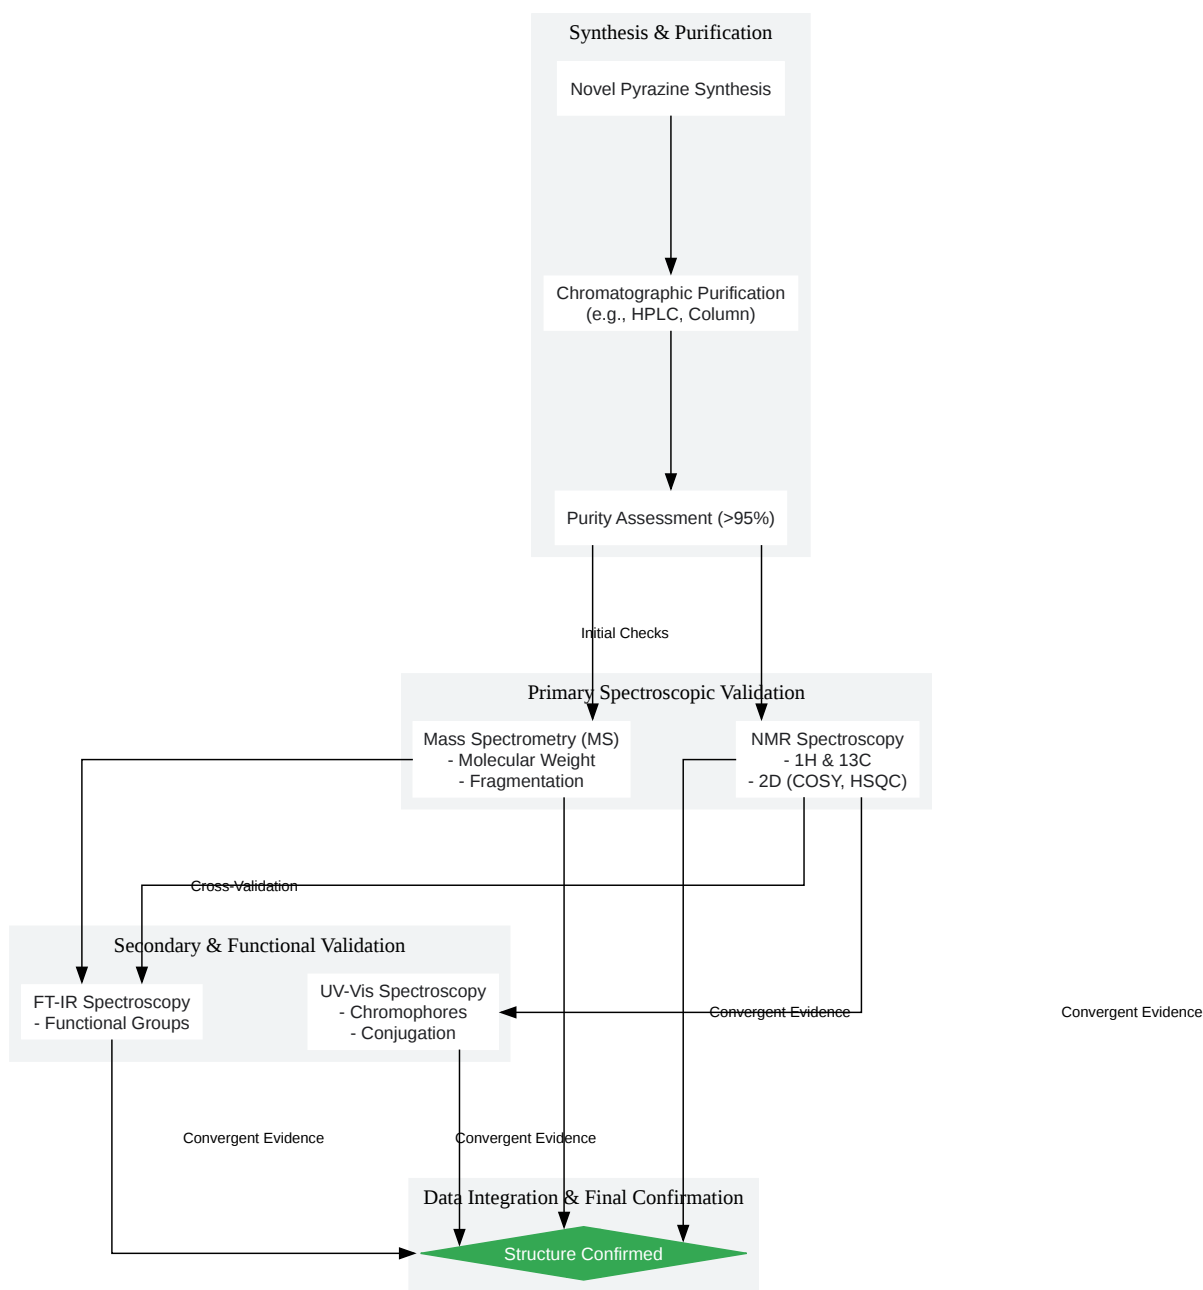 Synthesis & Purification
Novel Pyrazine Synthesis
Chromatographic Purification
(e.g., HPLC, Column)
Purity Assessment (>95%)
Initial Checks
Primary Spectroscopic Validation
Mass Spectrometry (MS)
- Molecular Weight
- Fragmentation
NMR Spectroscopy
- 1H & 13C
- 2D (COSY, HSQC)
Cross-Validation
Secondary & Functional Validation
FT-IR Spectroscopy
- Functional Groups
UV-Vis Spectroscopy
- Chromophores
- Conjugation
Convergent Evidence
Convergent Evidence
Convergent Evidence
Convergent Evidence
Data Integration & Final Confirmation
Structure Confirmed